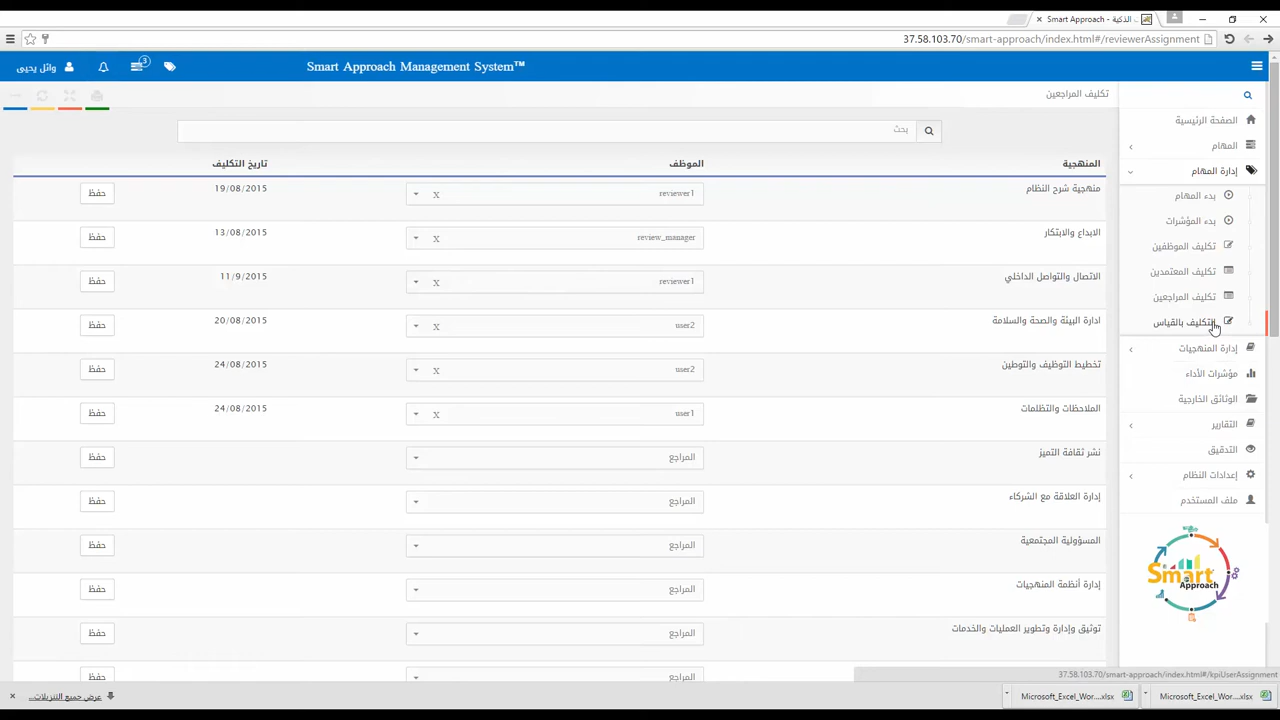 الذكية - Smart Approach ..
37.58.103.70/smart-approach/index.html#/reviewerAssignment
وائل يحيى
3
Smart Approach Management System™
تكليف المراجعين
بحث
المنهجية الموظف تاريخ التكليف
منهجية شرح النظام reviewer1 X 19/08/2015 حفظ
الابداع والابتكار review_manager X 13/08/2015 حفظ
الاتصال والتواصل الداخلي reviewer1 X 11/9/2015 حفظ
ادارة البيئة والصحة والسلامة user2 X 20/08/2015 حفظ
تخطيط التوظيف والتوطين user2 X 24/08/2015 حفظ
الملاحظات والتظلمات user1 X 24/08/2015 حفظ
نشر ثقافة التميز المراجع حفظ
إدارة العلاقة مع الشركاء المراجع حفظ
المسؤولية المجتمعية المراجع حفظ
إدارة أنظمة المنهجيات المراجع حفظ
توثيق وإدارة وتطوير العمليات والخدمات المراجع حفظ
المراجع حفظ
الصفحة الرئيسية
المهام
إدارة المهام
بدء المهام
بدء المؤشرات
تكليف الموظفين
تكليف المعتمدين
تكليف المراجعين
التكليف بالقياس
إدارة المنهجيات
مؤشرات الأداء
الوثائق الخارجية
التقارير
التدقيق
إعدادات النظام
ملف المستخدم
Smart
Approach
37.58.103.70/smart-approach/index.html#/kpiUserAssignment
عرض جميع التنزيلات...
Microsoft_Excel_Wor....xlsx
Microsoft_Excel_Wor....xlsx